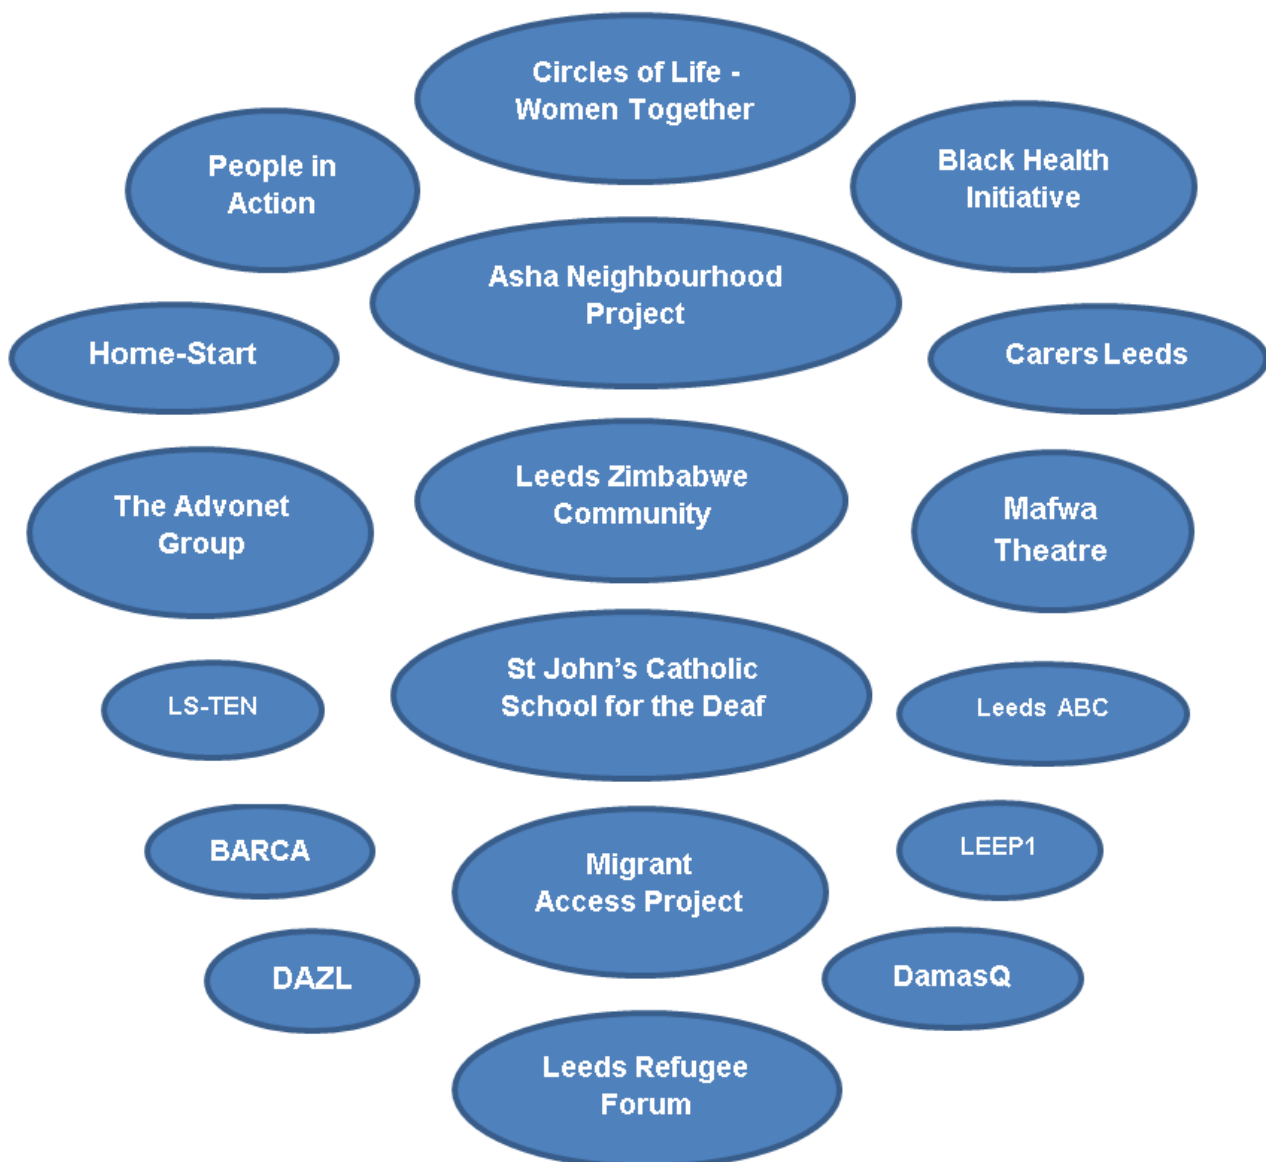 Circles of Life -
Women Together
People in
Action
Black Health
Initiative
Asha Neighbourhood
Project
Home-Start
Carers Leeds
The Advonet
Group
Leeds Zimbabwe
Community
Mafwa
Theatre
St John’s Catholic
School for the Deaf
LS-TEN
Leeds ABC
BARCA
Migrant
Access Project
LEEP1
DAZL
DamasQ
Leeds Refugee
Forum